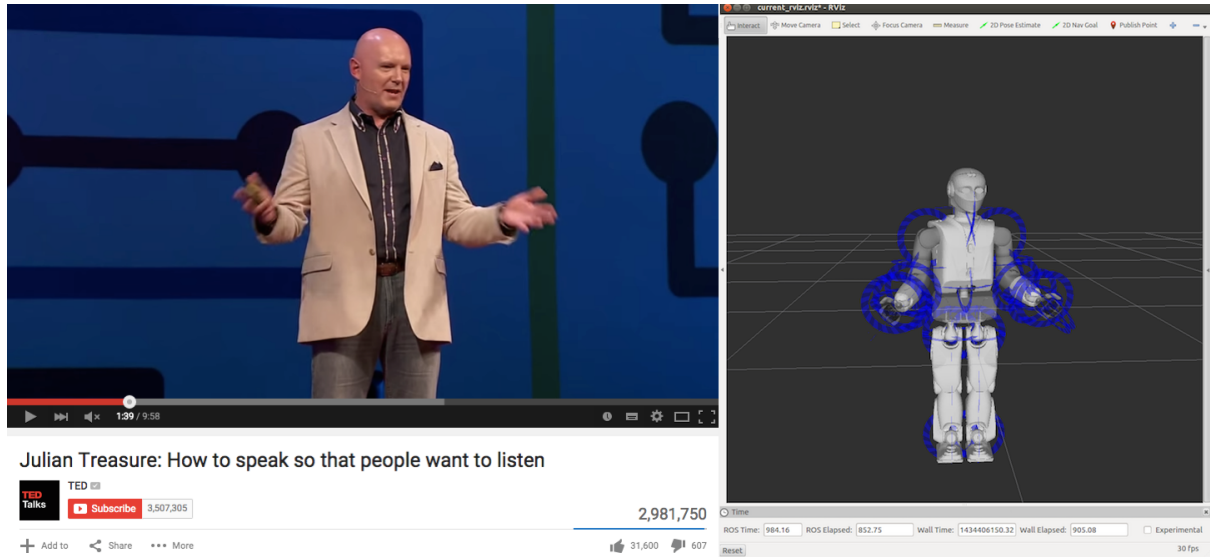 1:39 / 9:58
Julian Treasure: How to speak so that people want to listen
TED
Talks
TED
Subscribe
3,507,305
2,981,750
Add to
Share
More
31,600
607
current_rviz.rviz* - RViz
Interact
Move Camera
Select
Focus Camera
Measure
2D Pose Estimate
2D Nav Goal
Publish Point
Time
ROS Time: 984.16 ROS Elapsed: 852.75 Wall Time: 1434406150.32 Wall Elapsed: 905.08 Experimental
Reset
30 fps